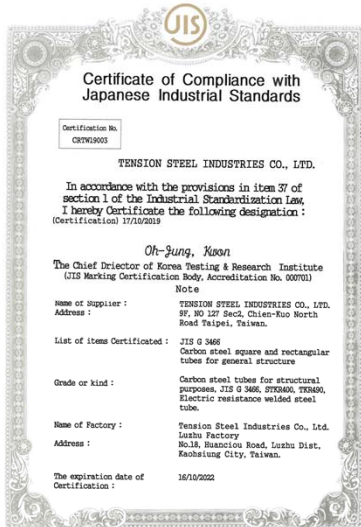 JIS
Certificate of Compliance with
Japanese Industrial Standards
Certification No.
CRTW19003
TENSION STEEL INDUSTRIES CO., LTD.
In accordance with the provisions in item 37 of
section 1 of the Industrial Standardization Law,
I hereby Certificate the following designation :
(Certification) 17/10/2019
Oh-Jung, Kwon
The Chief Driector of Korea Testing & Research Institute
(JIS Marking Certification Body, Accreditation No. 000701)
Note
Name of Supplier : TENSION STEEL INDUSTRIES CO., LTD.
Address : 9F, NO 127 Sec2, Chien-Kuo North
Road Taipei, Taiwan.
List of items Certificated : JIS G 3466
Carbon steel square and rectangular
tubes for general structure
Grade or kind : Carbon steel tubes for structural
purposes, JIS G 3466, STKR400, TKR490,
Electric resistance welded steel
tube.
Name of Factory : Tension Steel Industries Co., Ltd.
Luzhu Factory
Address : No.18, Huanciou Road, Luzhu Dist,
Kaohsiung City, Taiwan.
The expiration date of 16/10/2022
Certification :